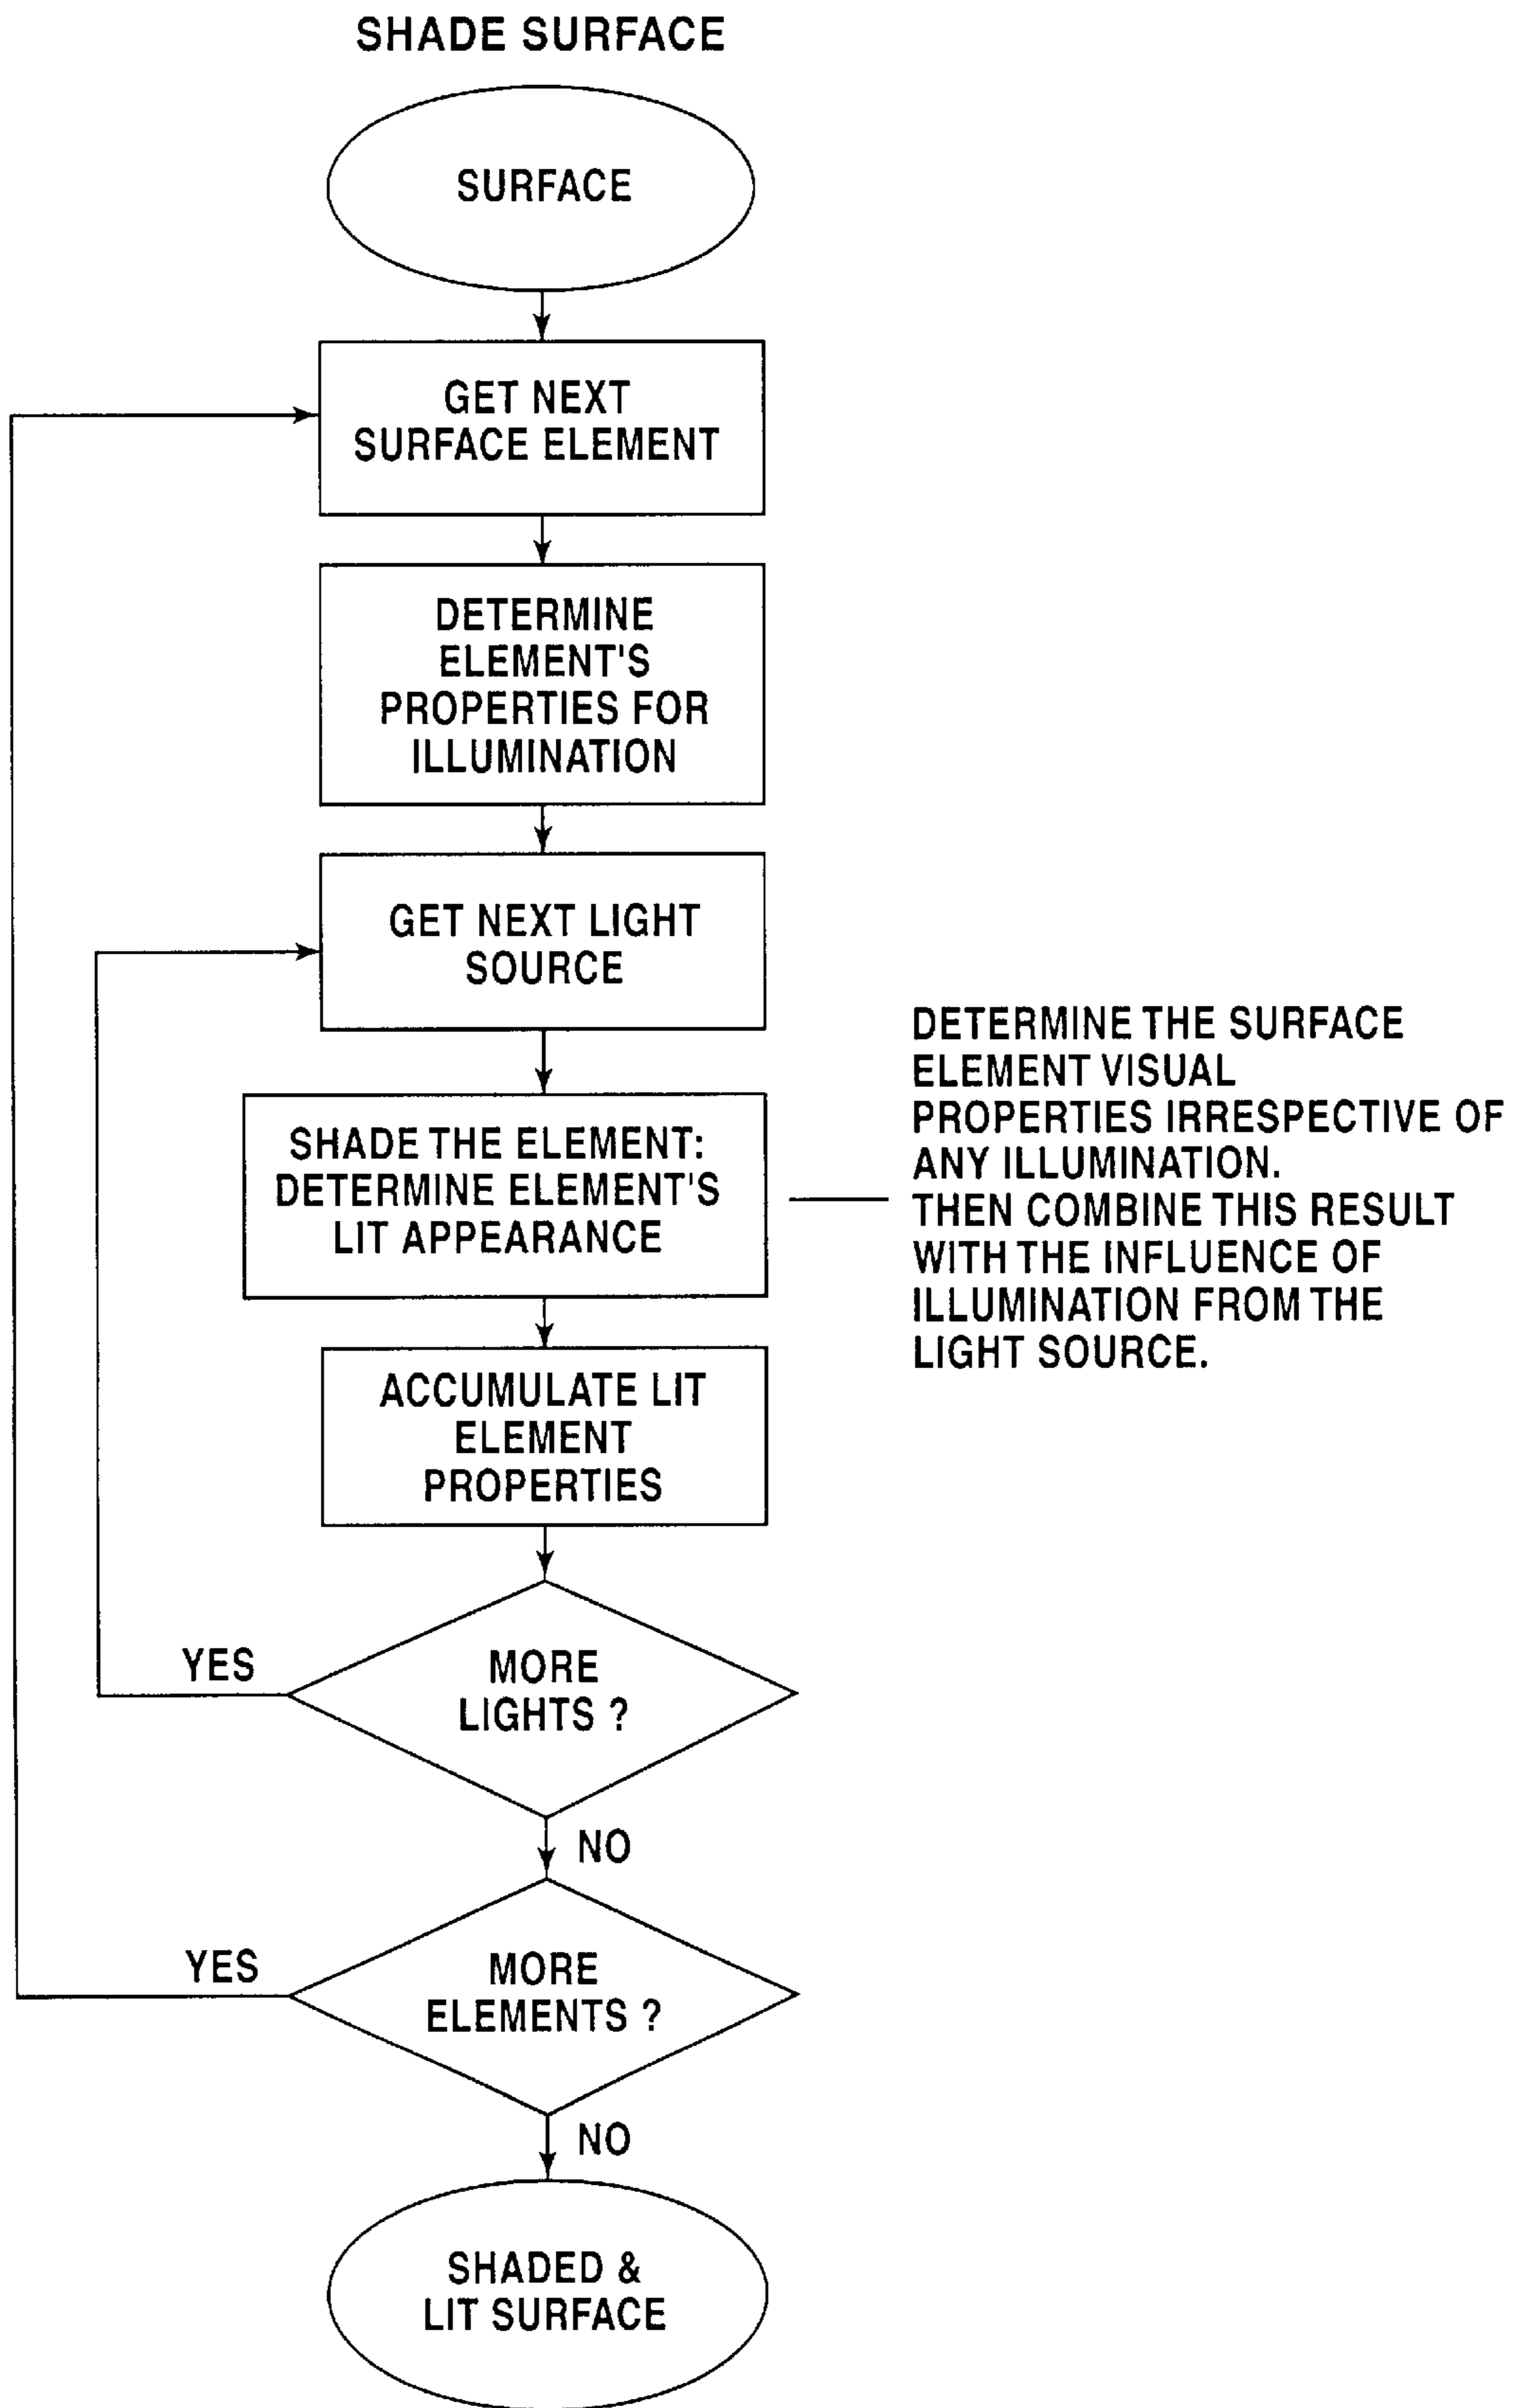 SHADE SURFACE
SURFACE
GET NEXT
SURFACE ELEMENT
DETERMINE
ELEMENT'S
PROPERTIES FOR
ILLUMINATION
GET NEXT LIGHT
SOURCE
SHADE THE ELEMENT:
DETERMINE ELEMENT'S
LIT APPEARANCE
DETERMINE THE SURFACE
ELEMENT VISUAL
PROPERTIES IRRESPECTIVE OF
ANY ILLUMINATION.
THEN COMBINE THIS RESULT
WITH THE INFLUENCE OF
ILLUMINATION FROM THE
LIGHT SOURCE.
ACCUMULATE LIT
ELEMENT
PROPERTIES
YES
MORE
LIGHTS ?
NO
YES
MORE
ELEMENTS ?
NO
SHADED &
LIT SURFACE